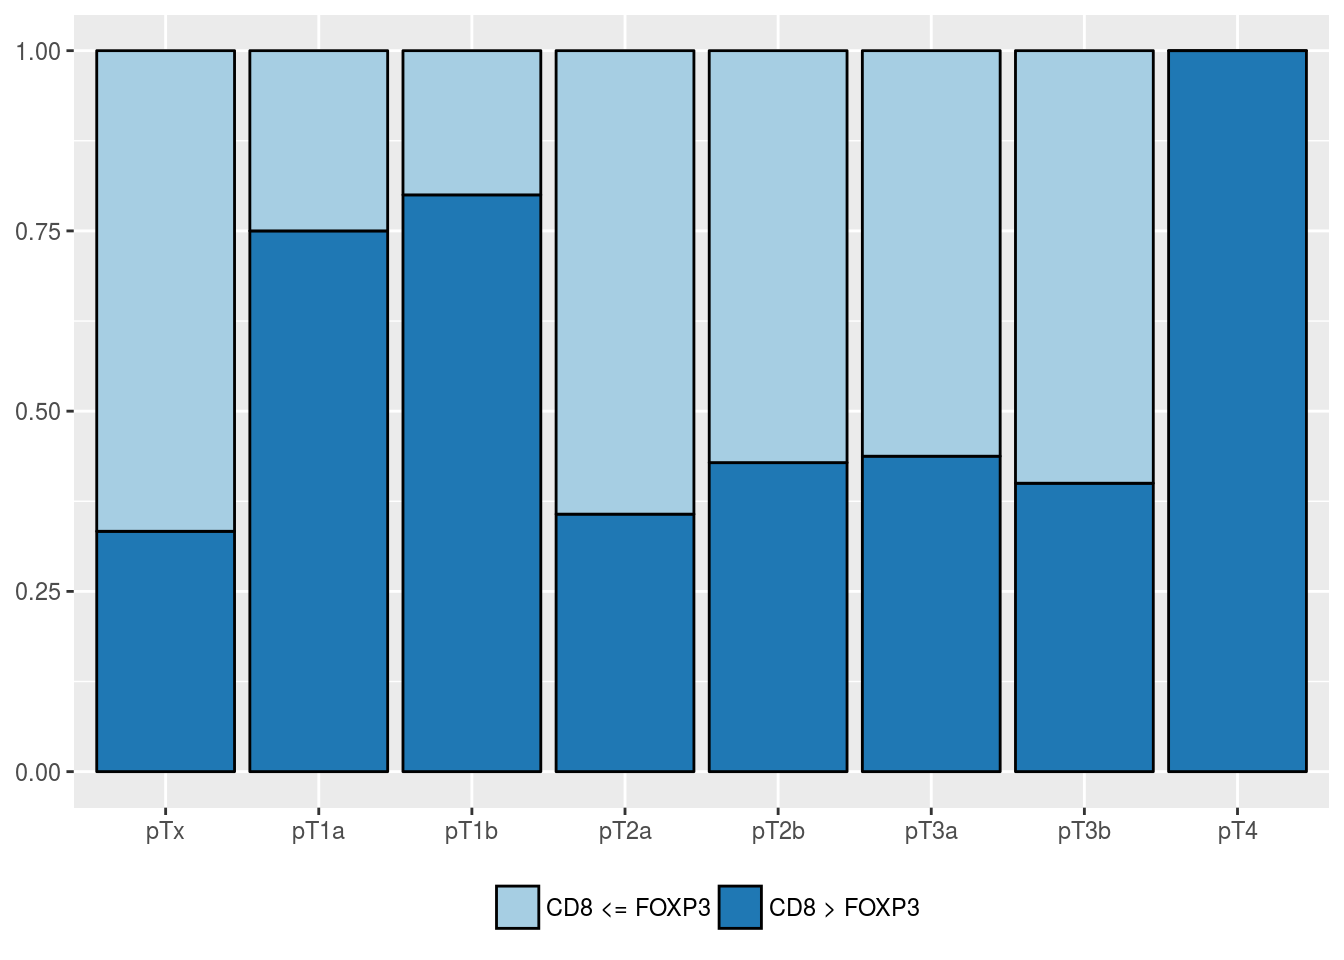 1.00
0.75
0.50
0.25
0.00
pTx pT1a pT1b pT2a pT2b pT3a pT3b pT4
CD8 <= FOXP3 CD8 > FOXP3